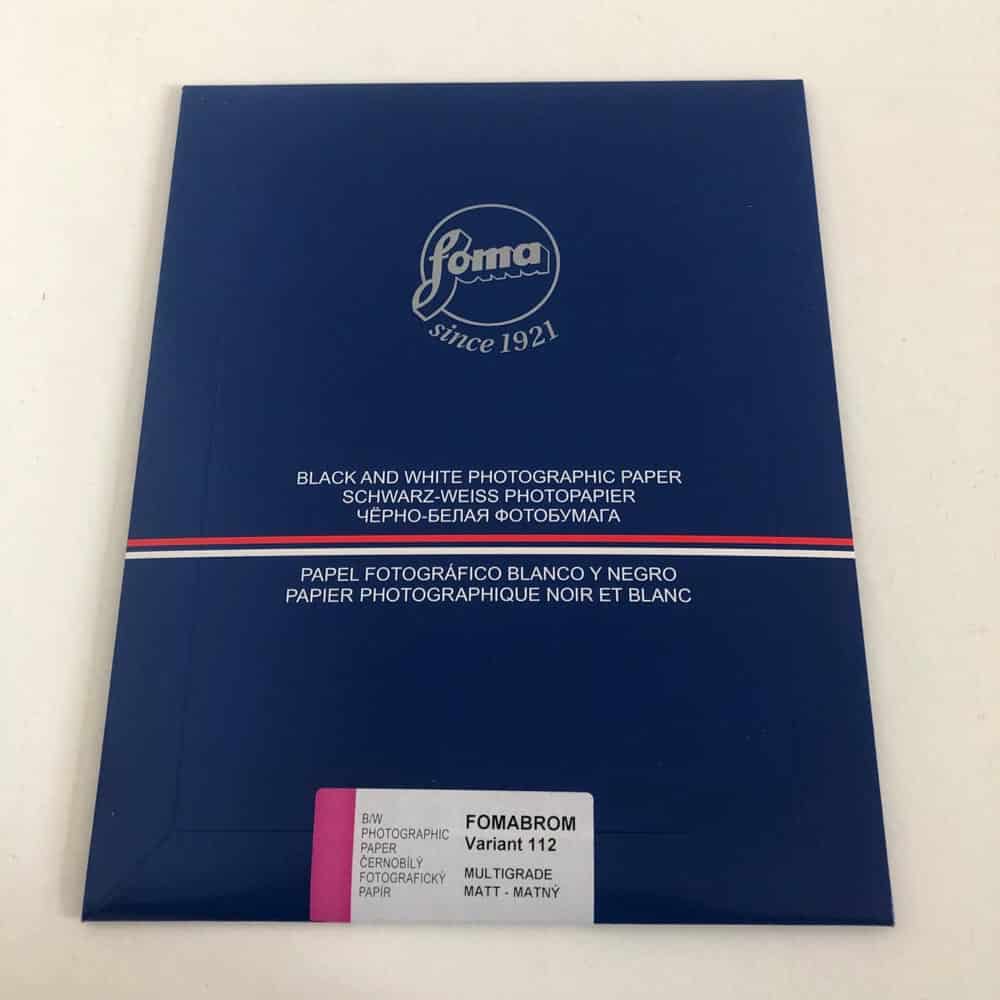 foma
since 1921
BLACK AND WHITE PHOTOGRAPHIC PAPER
SCHWARZ-WEISS PHOTOPAPIER
ЧЁРНО-БЕЛАЯ ФОТОБУМАГА
PAPEL FOTOGRÁFICO BLANCO Y NEGRO
PAPIER PHOTOGRAPHIQUE NOIR ET BLANC
B/W
PHOTOGRAPHIC
PAPER
ČERNOBÍLÝ
FOTOGRAFICKÝ
PAPÍR
FOMABROM
Variant 112
MULTIGRADE
MATT - MATNÝ